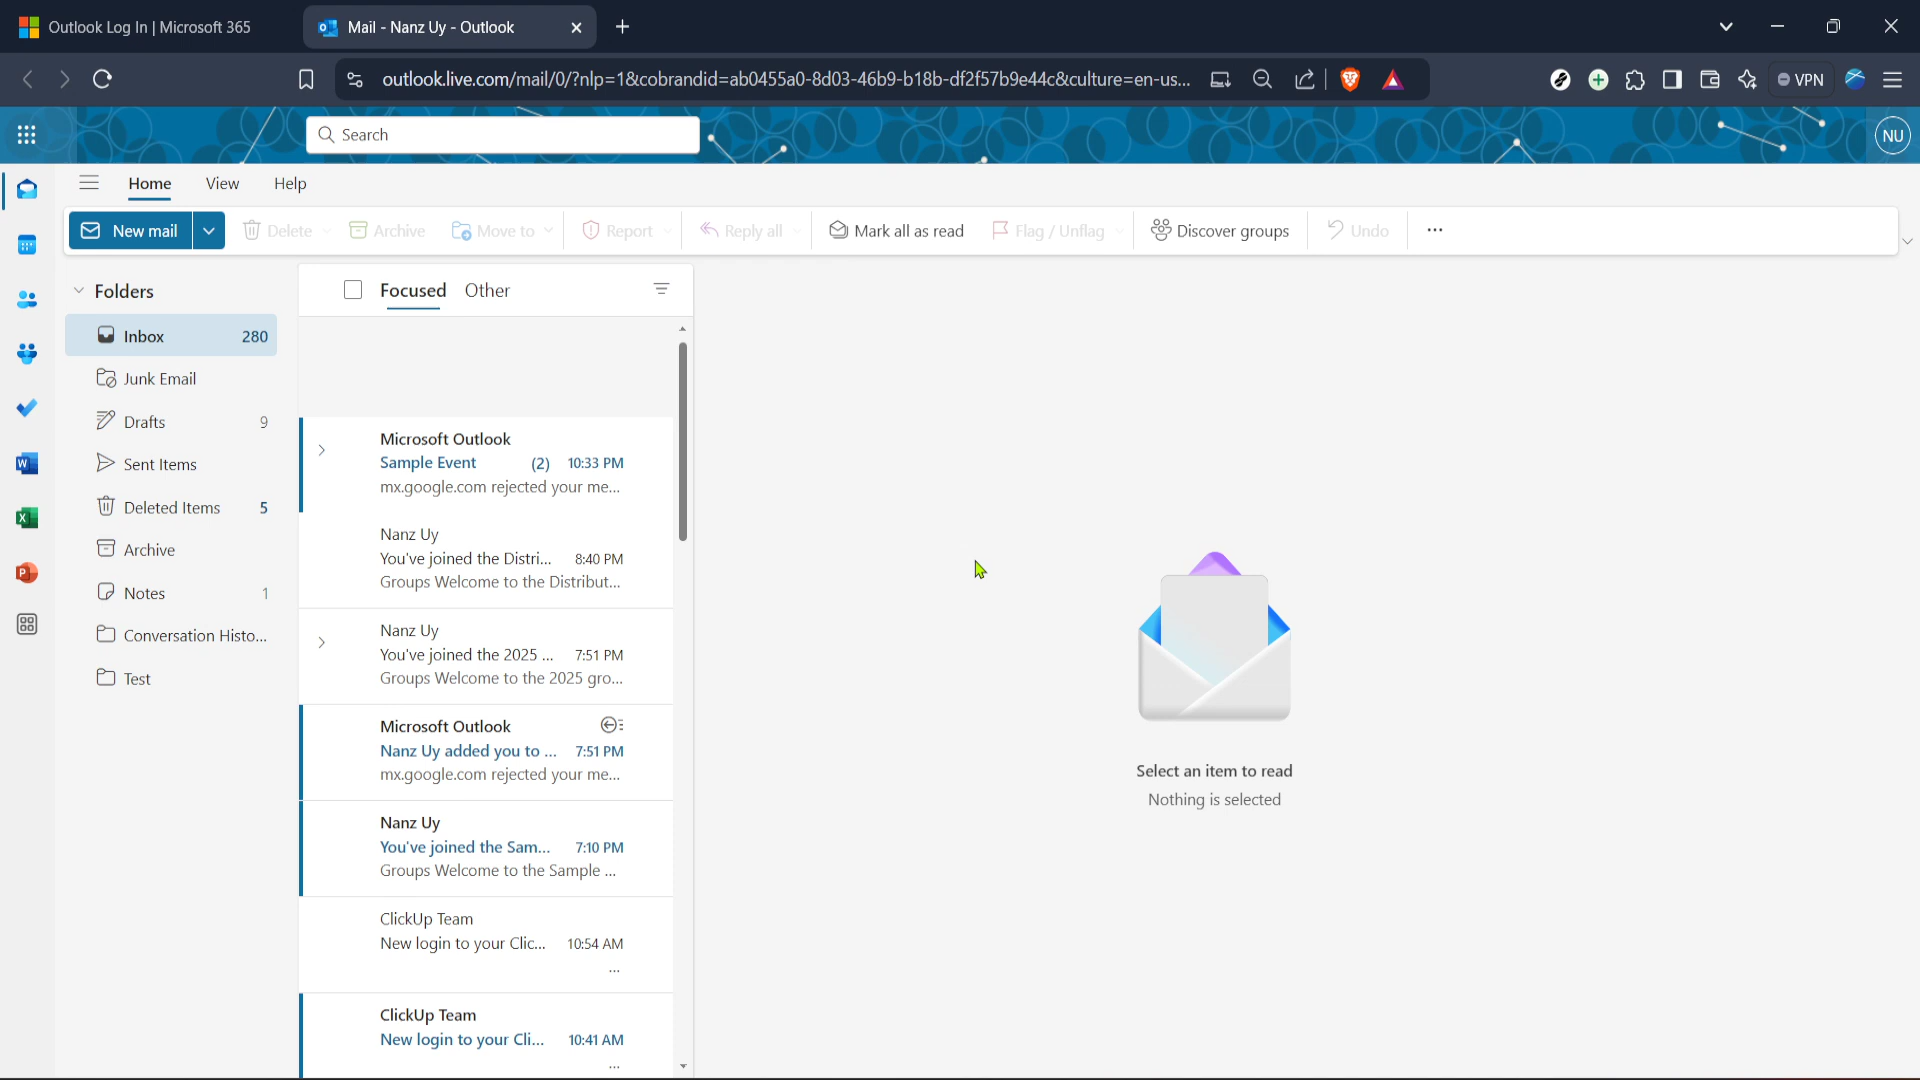 Outlook Log In | Microsoft 365
Mail - Nanz Uy - Outlook
outlook.live.com/mail/0/?nlp=1&cobrandid=ab0455a0-8d03-46b9-b18b-df2f57b9e44c&culture=en-us...
VPN
Search
NU
Home View Help
New mail Delete Archive Move to Report Reply all Mark all as read Flag / Unflag Discover groups Undo ...
Folders
Inbox 280
Junk Email
Drafts 9
Sent Items
Deleted Items 5
Archive
Notes 1
Conversation Histo...
Test
Focused Other
Microsoft Outlook
Sample Event (2) 10:33 PM
mx.google.com rejected your me...
Nanz Uy
You've joined the Distri... 8:40 PM
Groups Welcome to the Distribut...
Nanz Uy
You've joined the 2025 ... 7:51 PM
Groups Welcome to the 2025 gro...
Microsoft Outlook
Nanz Uy added you to ... 7:51 PM
mx.google.com rejected your me...
Nanz Uy
You've joined the Sam... 7:10 PM
Groups Welcome to the Sample ...
ClickUp Team
New login to your Clic... 10:54 AM
...
ClickUp Team
New login to your Cli... 10:41 AM
...
Select an item to read
Nothing is selected